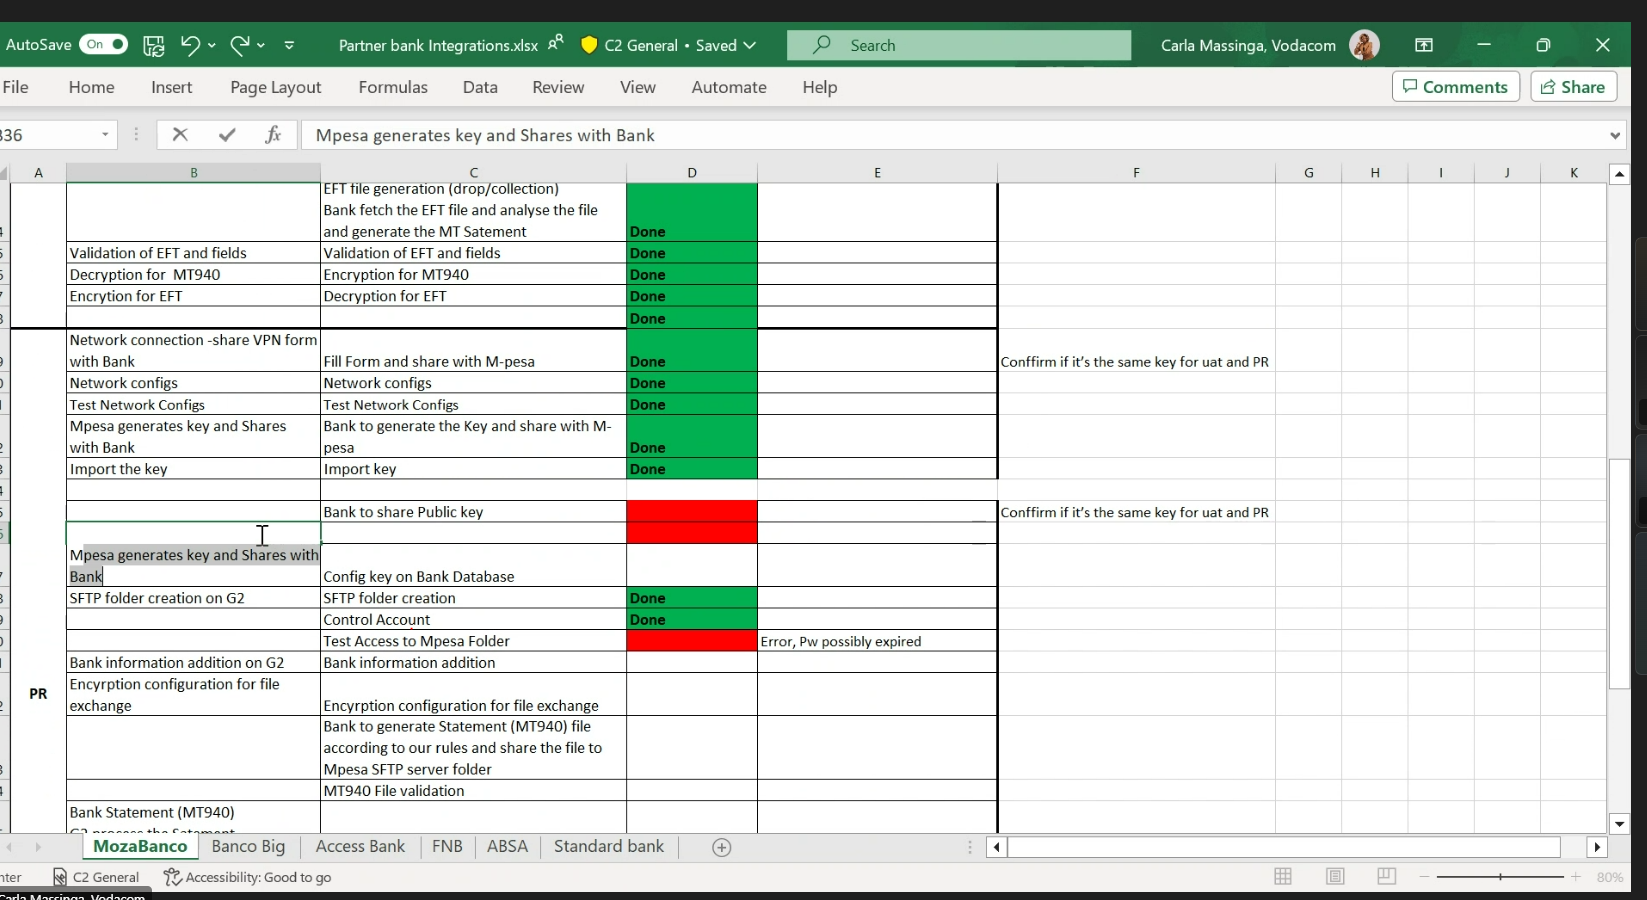 AutoSave On Partner bank Integrations.xlsx C2 General • Saved Search Carla Massinga, Vodacom
File Home Insert Page Layout Formulas Data Review View Automate Help Comments Share
36 fx Mpesa generates key and Shares with Bank
A B C D E F G H I J K
EFT file generation (drop/collection)
Bank fetch the EFT file and analyse the file
and generate the MT Satement Done
Validation of EFT and fields Validation of EFT and fields Done
Decryption for MT940 Encryption for MT940 Done
Encrytion for EFT Decryption for EFT Done
Done
Network connection -share VPN form
with Bank Fill Form and share with M-pesa Done Conffirm if it's the same key for uat and PR
Network configs Network configs Done
Test Network Configs Test Network Configs Done
Mpesa generates key and Shares Bank to generate the Key and share with M-
with Bank pesa Done
Import the key Import key Done
Bank to share Public key Conffirm if it's the same key for uat and PR
Mpesa generates key and Shares with
Bank Config key on Bank Database
SFTP folder creation on G2 SFTP folder creation Done
Control Account Done
Test Access to Mpesa Folder Error, Pw possibly expired
Bank information addition on G2 Bank information addition
PR
Encyrption configuration for file
exchange Encyrption configuration for file exchange
Bank to generate Statement (MT940) file
according to our rules and share the file to
Mpesa SFTP server folder
MT940 File validation
Bank Statement (MT940)
G2 process the Satement
MozaBanco Banco Big Access Bank FNB ABSA Standard bank
C2 General Accessibility: Good to go 80%
Carla Massinga, Vodacom